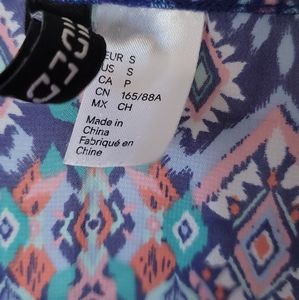 EUR S
US S
CA P
CN 165/88A
MX CH
Made in
China
Fabriqué en
Chine